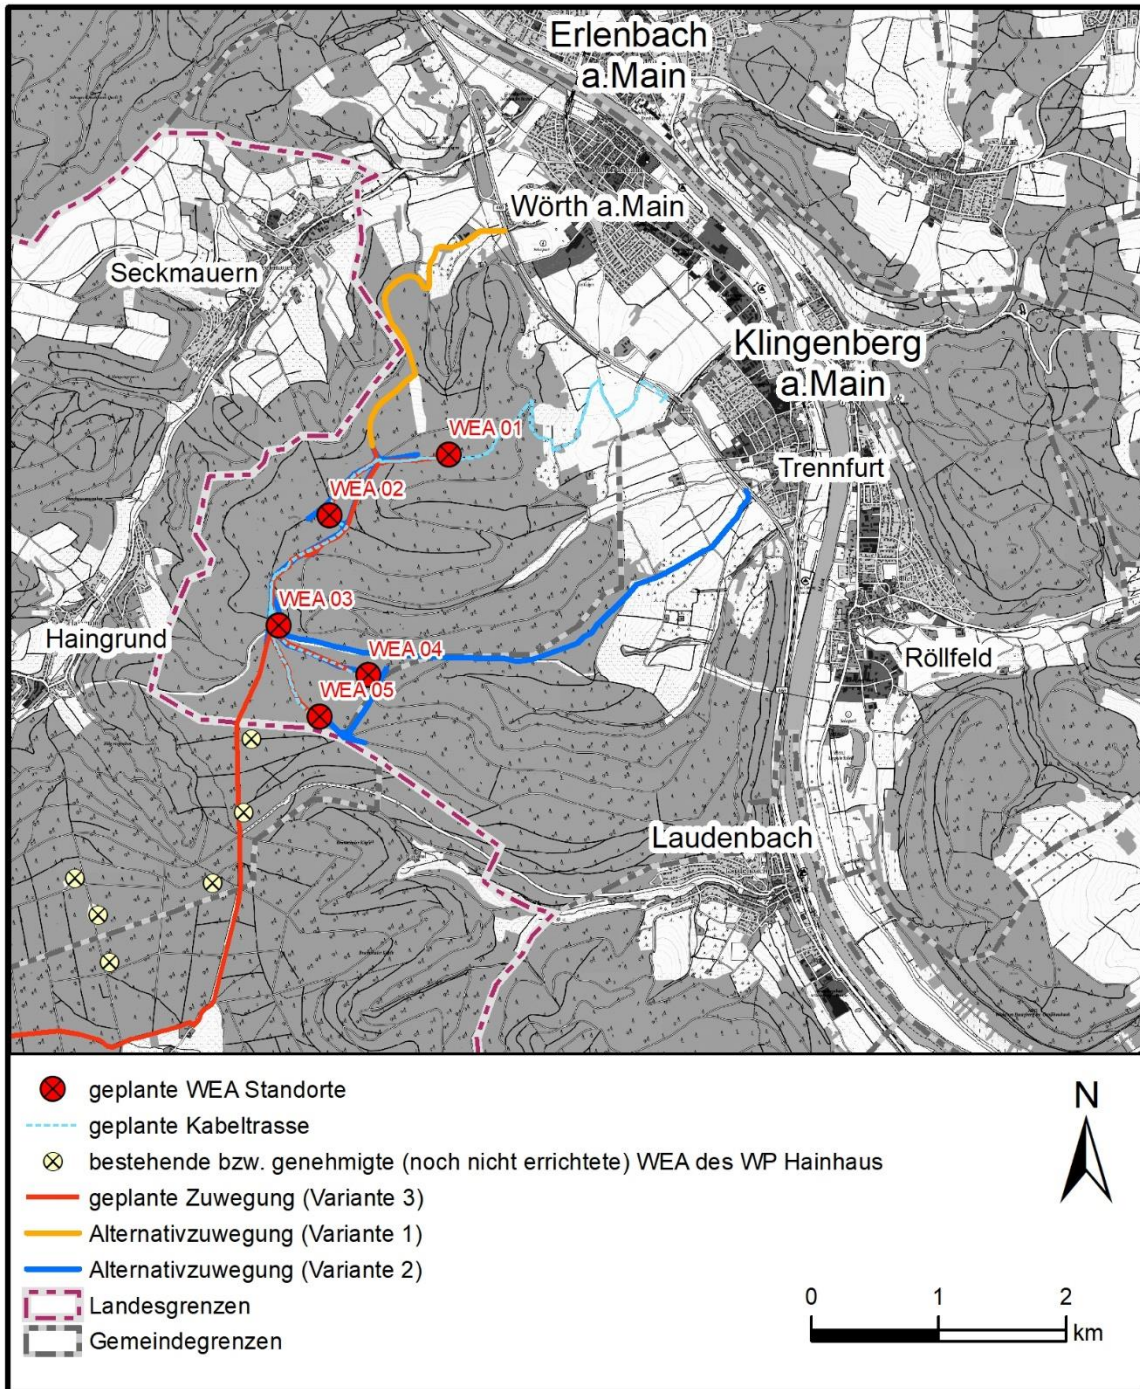 Erlenbach
a.Main
Wörth a.Main
Seckmauern
Klingenberg
a.Main
WEA 01
Trennfurt
WEA 02
WEA 03
Haingrund
WEA 04
Röllfeld
WEA 05
Laudenbach
geplante WEA Standorte
geplante Kabeltrasse
bestehende bzw. genehmigte (noch nicht errichtete) WEA des WP Hainhaus
geplante Zuwegung (Variante 3)
Alternativzuwegung (Variante 1)
Alternativzuwegung (Variante 2)
Landesgrenzen
Gemeindegrenzen
N
0 1 2
km